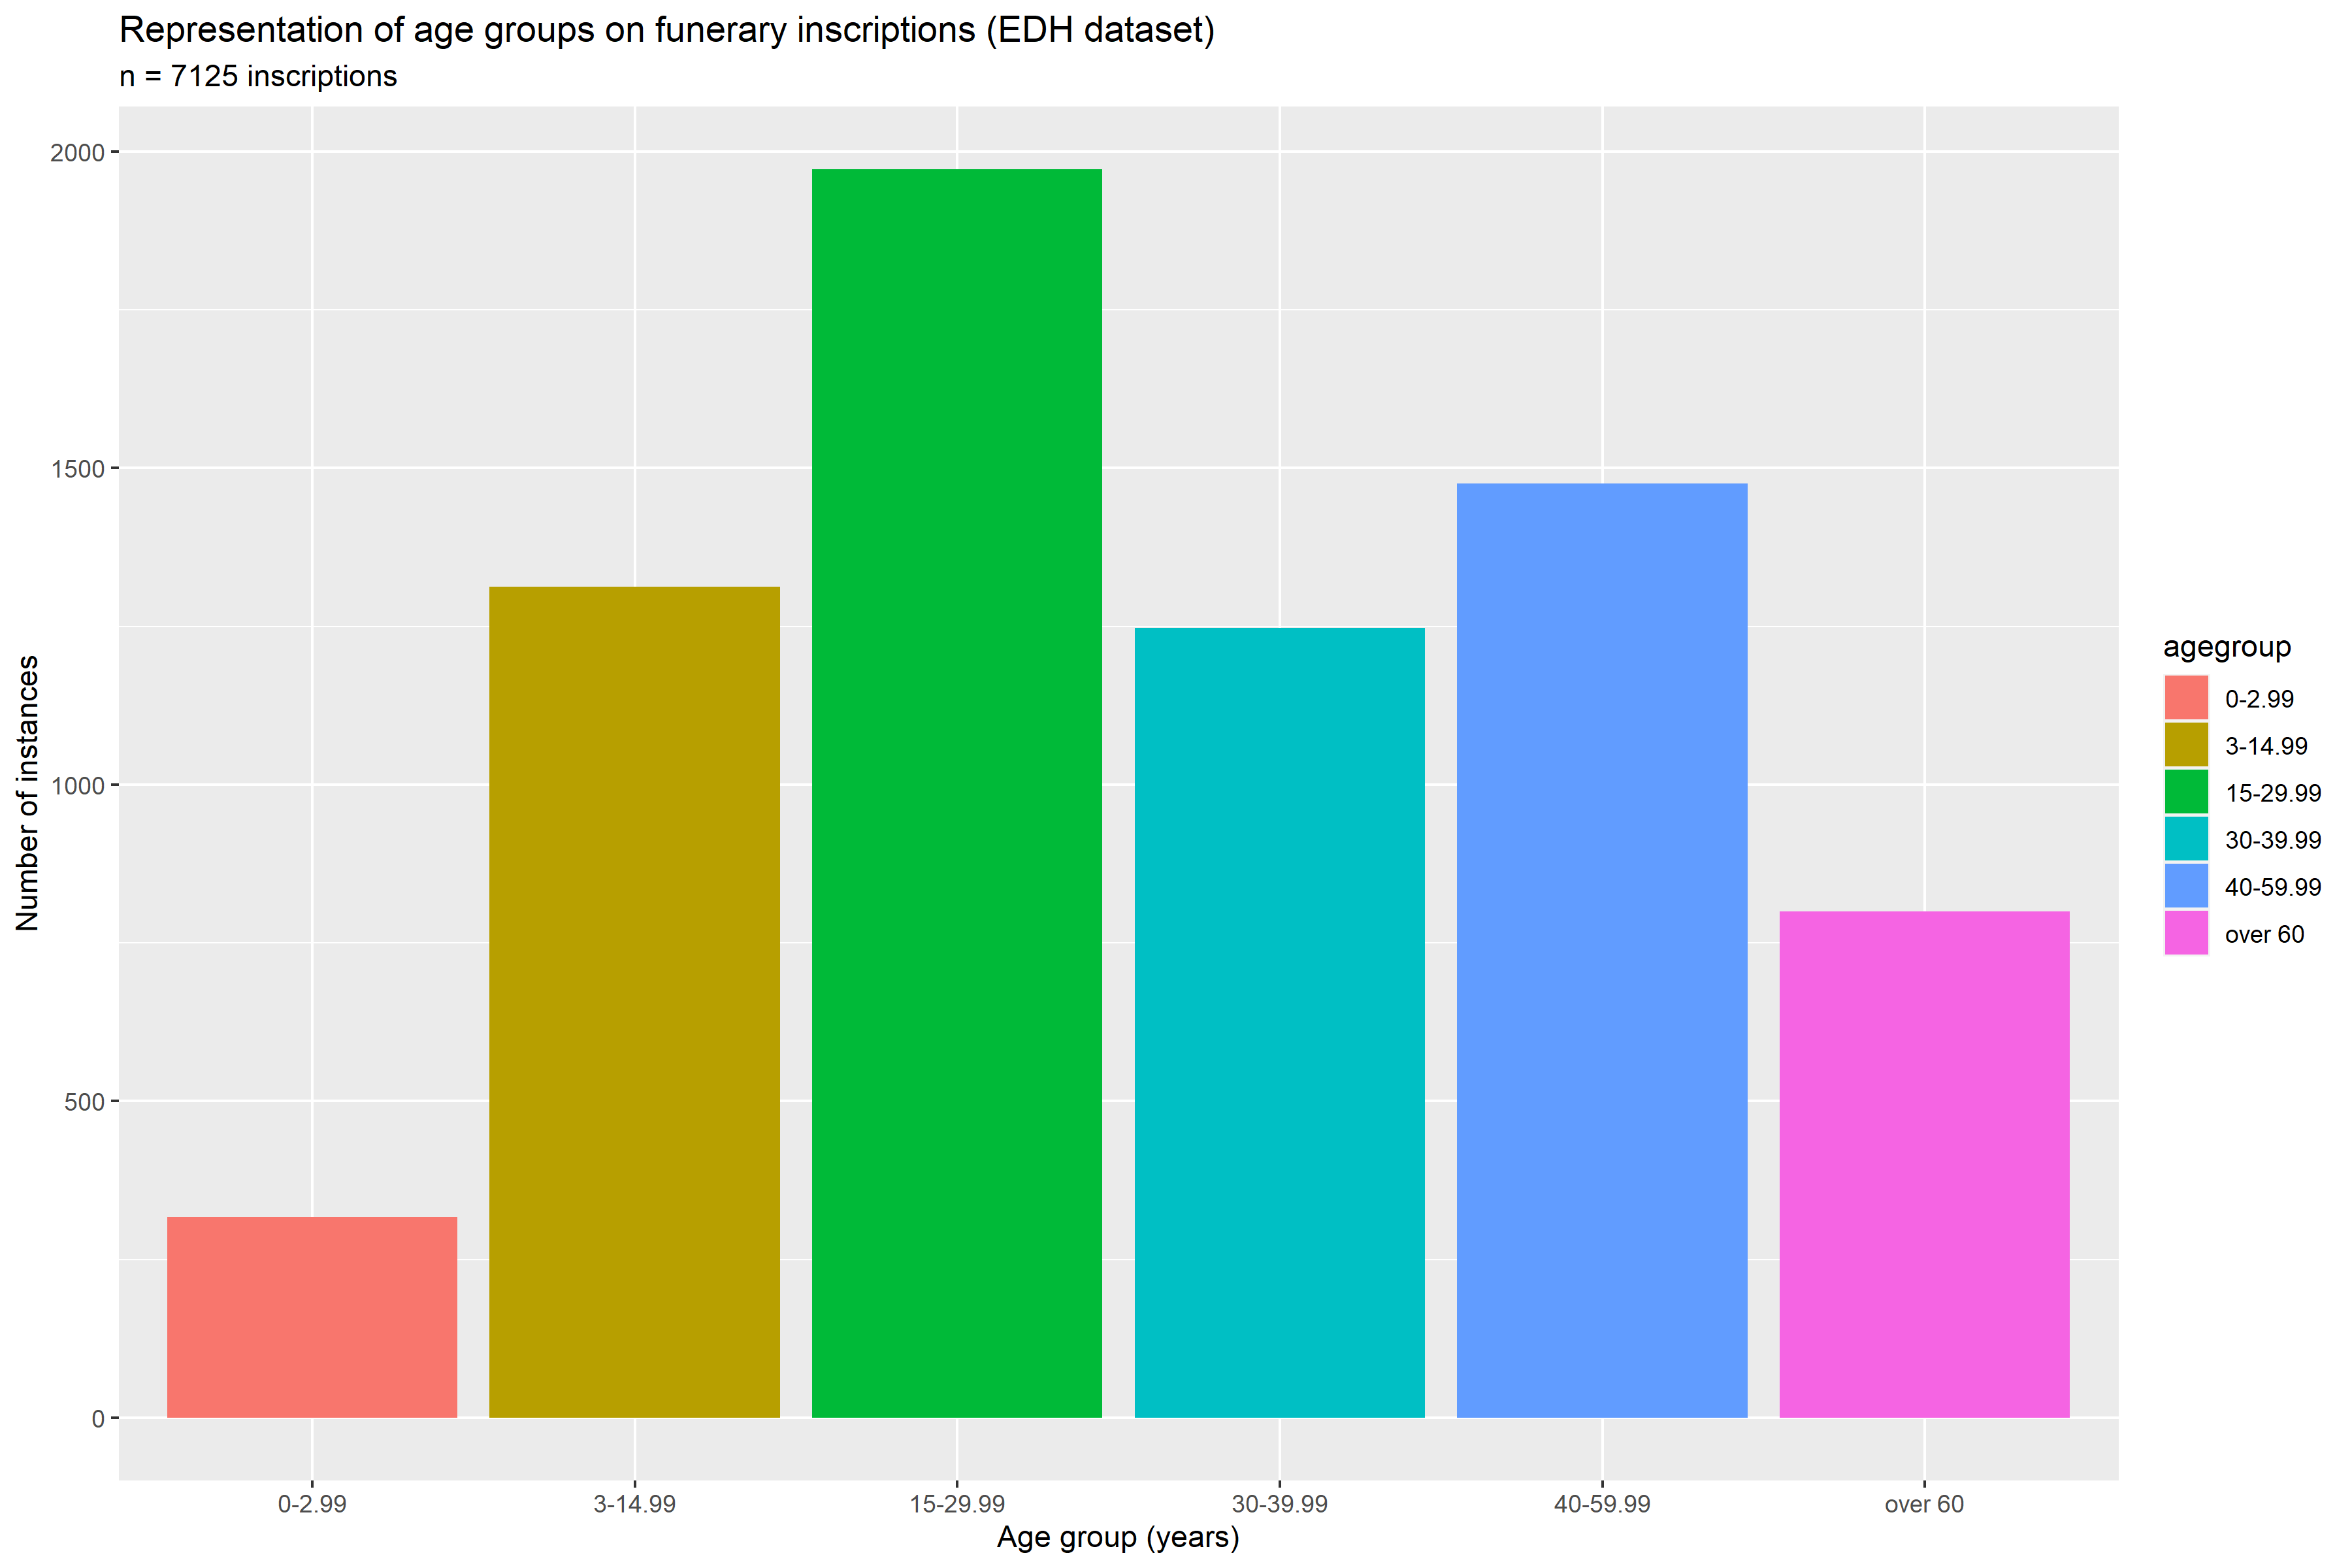 Representation of age groups on funerary inscriptions (EDH dataset)
n = 7125 inscriptions
Number of instances
2000
1500
1000
500
0
0-2.99
3-14.99
15-29.99
30-39.99
40-59.99
over 60
Age group (years)
agegroup
0-2.99
3-14.99
15-29.99
30-39.99
40-59.99
over 60